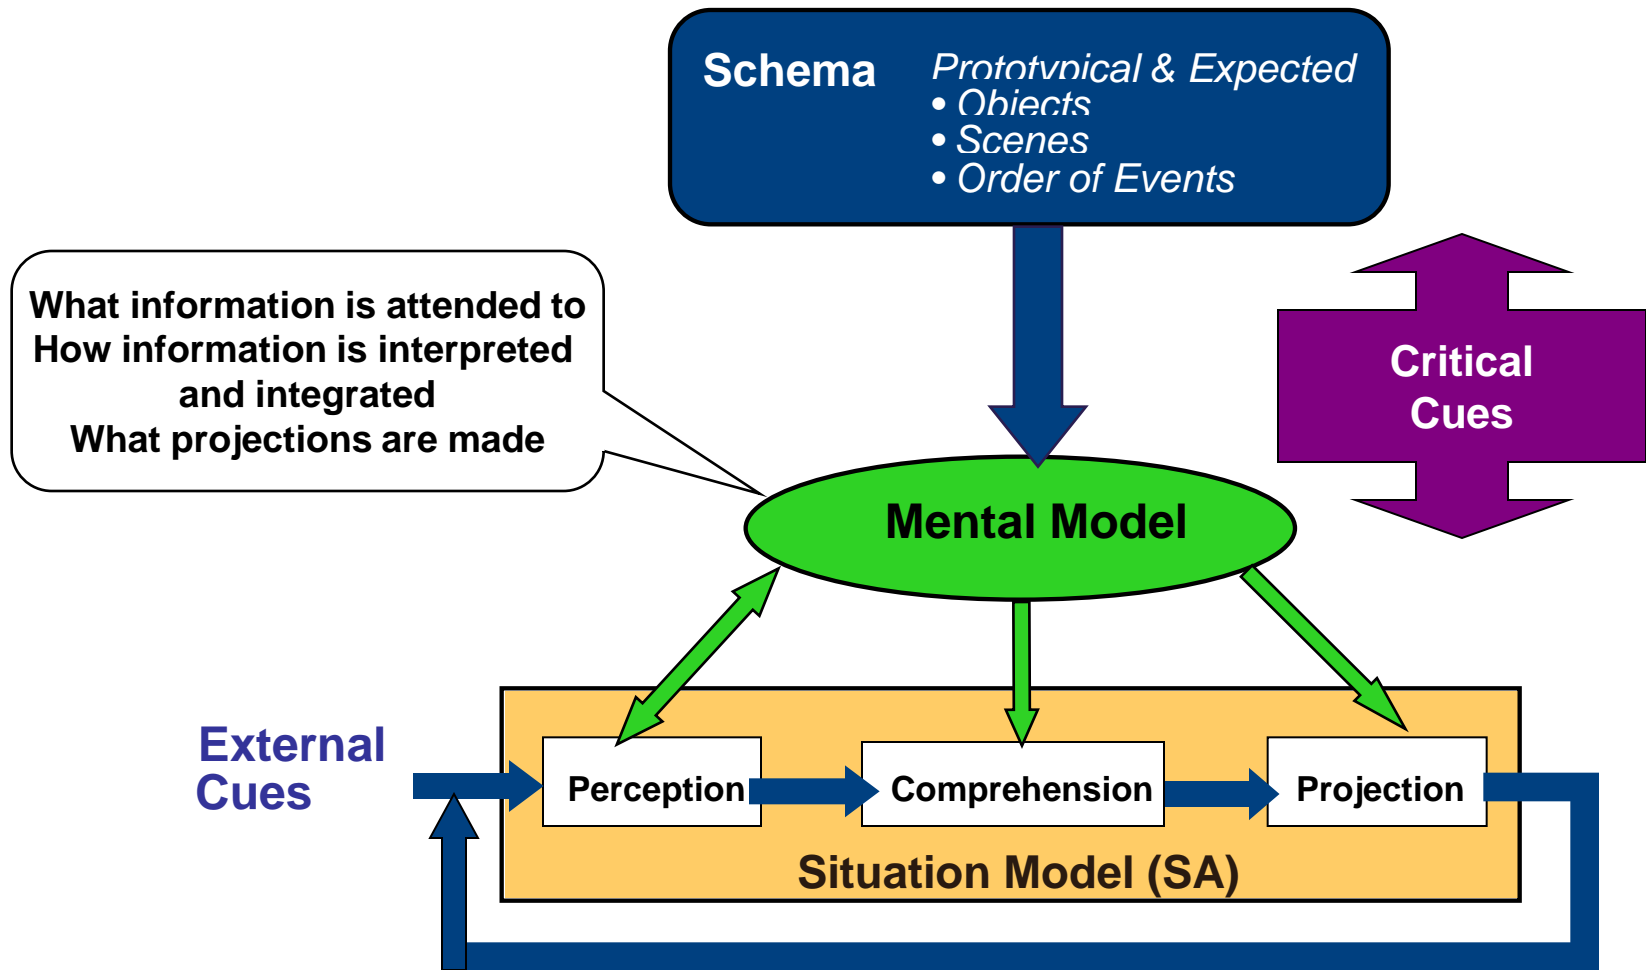 Schema
Prototypical & Expected
• Objects
• Scenes
• Order of Events
What information is attended to
How information is interpreted
and integrated
What projections are made
Critical
Cues
Mental Model
External
Cues
Perception
Comprehension
Projection
Situation Model (SA)